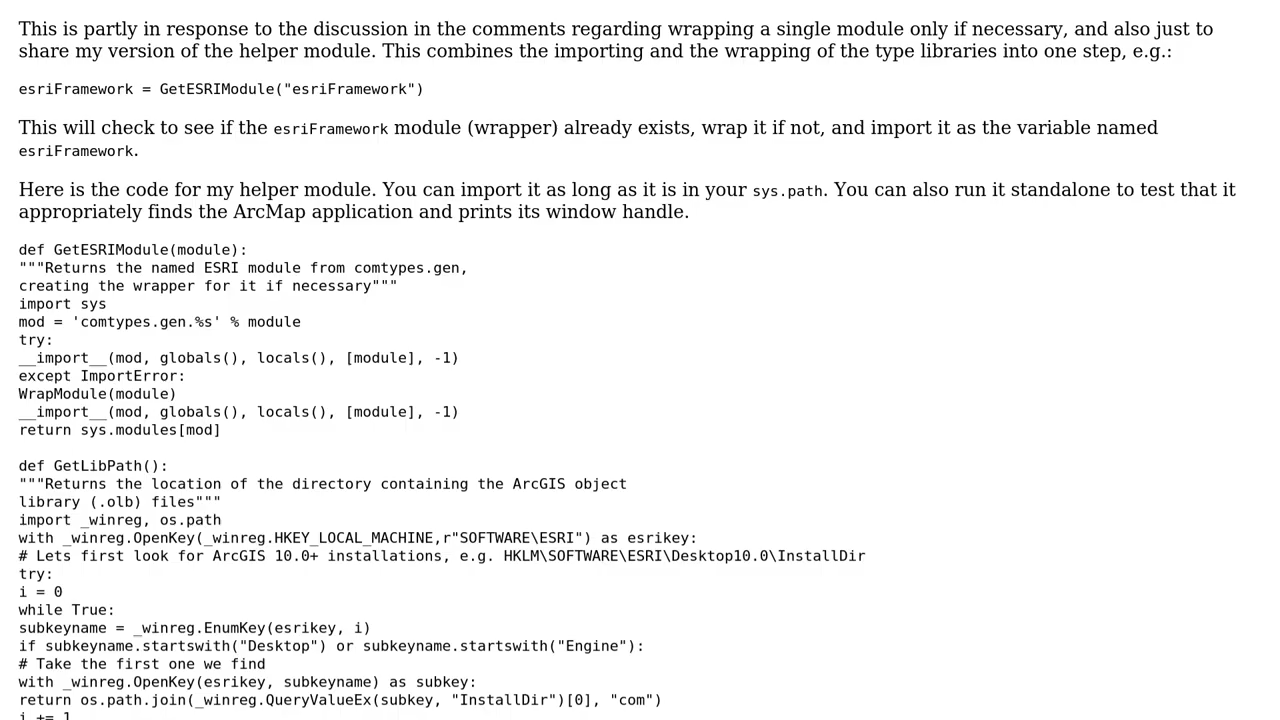 This is partly in response to the discussion in the comments regarding wrapping a single module only if necessary, and also just to
share my version of the helper module. This combines the importing and the wrapping of the type libraries into one step, e.g.:
esriFramework = GetESRIModule("esriFramework")
This will check to see if the esriFramework module (wrapper) already exists, wrap it if not, and import it as the variable named
esriFramework.
Here is the code for my helper module. You can import it as long as it is in your sys.path. You can also run it standalone to test that it
appropriately finds the ArcMap application and prints its window handle.
def GetESRIModule(module):
"""Returns the named ESRI module from comtypes.gen,
creating the wrapper for it if necessary"""
import sys
mod = 'comtypes.gen.%s' % module
try:
__import__(mod, globals(), locals(), [module], -1)
except ImportError:
WrapModule(module)
__import__(mod, globals(), locals(), [module], -1)
return sys.modules[mod]
def GetLibPath():
"""Returns the location of the directory containing the ArcGIS object
library (.olb) files"""
import _winreg, os.path
with _winreg.OpenKey(_winreg.HKEY_LOCAL_MACHINE,r"SOFTWARE\ESRI") as esrikey:
# Lets first look for ArcGIS 10.0+ installations, e.g. HKLM\SOFTWARE\ESRI\Desktop10.0\InstallDir
try:
i = 0
while True:
subkeyname = _winreg.EnumKey(esrikey, i)
if subkeyname.startswith("Desktop") or subkeyname.startswith("Engine"):
# Take the first one we find
with _winreg.OpenKey(esrikey, subkeyname) as subkey:
return os.path.join(_winreg.QueryValueEx(subkey, "InstallDir")[0], "com")
i += 1